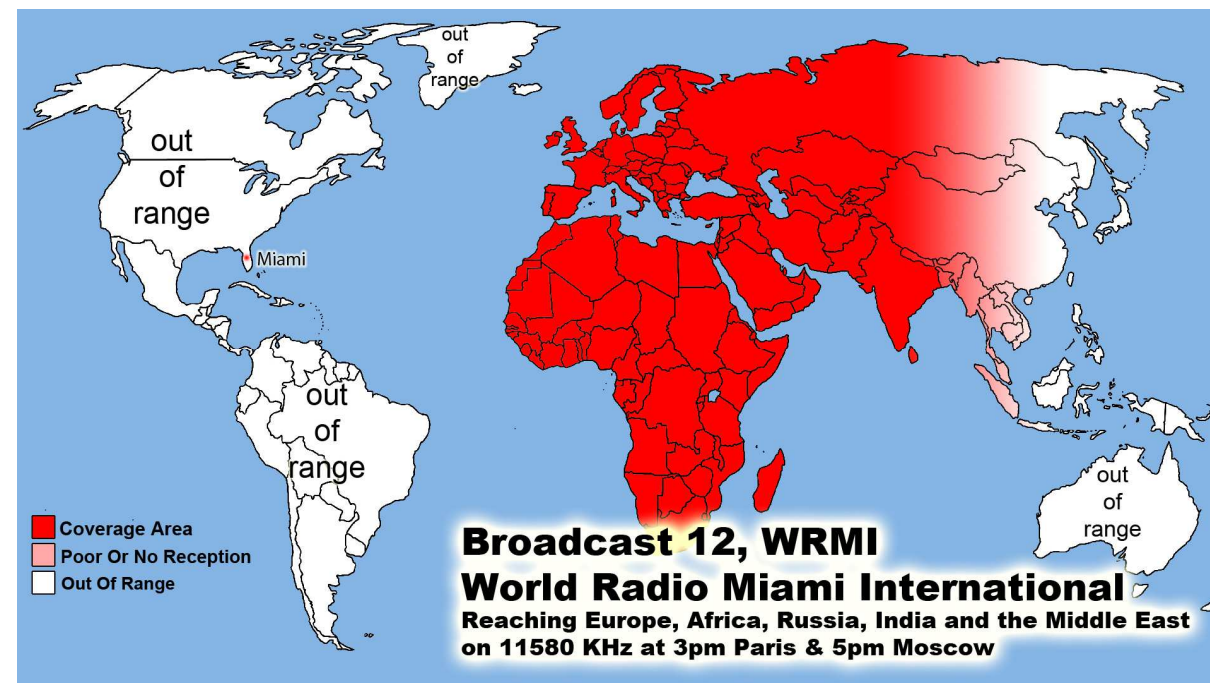 out
of
range
out
of
range
Miami
out
of
range
out
of
range
Coverage Area
Poor Or No Reception
Out Of Range
Broadcast 12, WRMI
World Radio Miami International
Reaching Europe, Africa, Russia, India and the Middle East
on 11580 KHz at 3pm Paris & 5pm Moscow